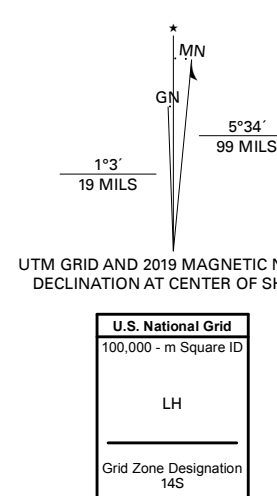 ★
MN
GN
5°34´
99 MILS
1°3´
19 MILS
UTM GRID AND 2019 MAGNETIC N
DECLINATION AT CENTER OF SH
U.S. National Grid
100,000 - m Square ID
LH
Grid Zone Designation
14S